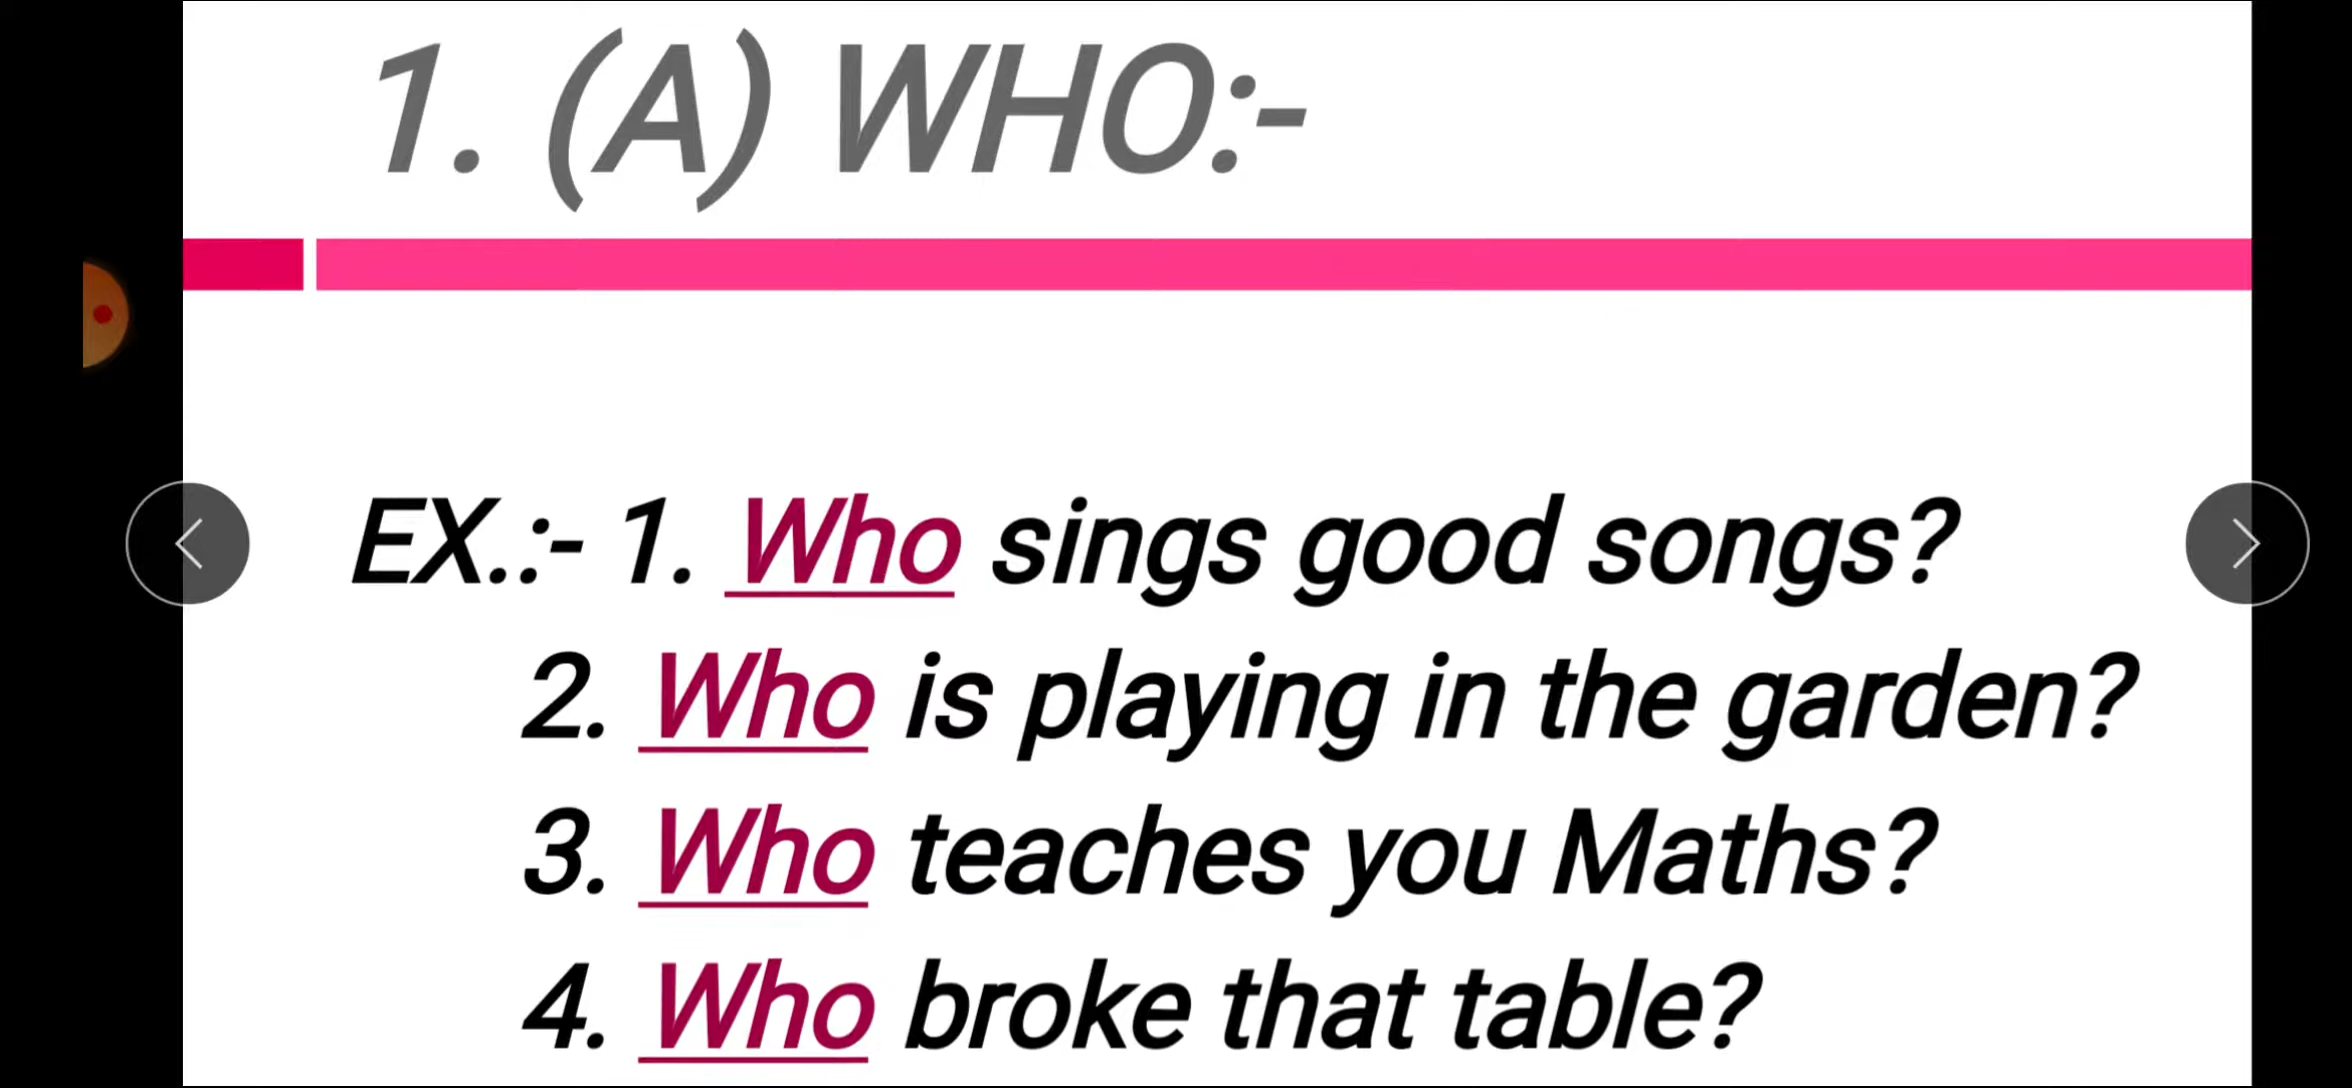 1. (A) WHO:-
EX.:- 1. Who sings good songs?
2. Who is playing in the garden?
3. Who teaches you Maths?
4. Who broke that table?